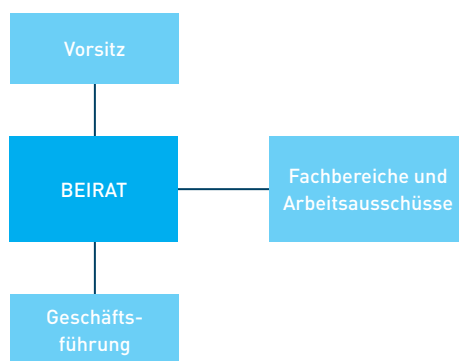 Vorsitz
BEIRAT
Fachbereiche und
Arbeitsausschüsse
Geschäfts-
führung